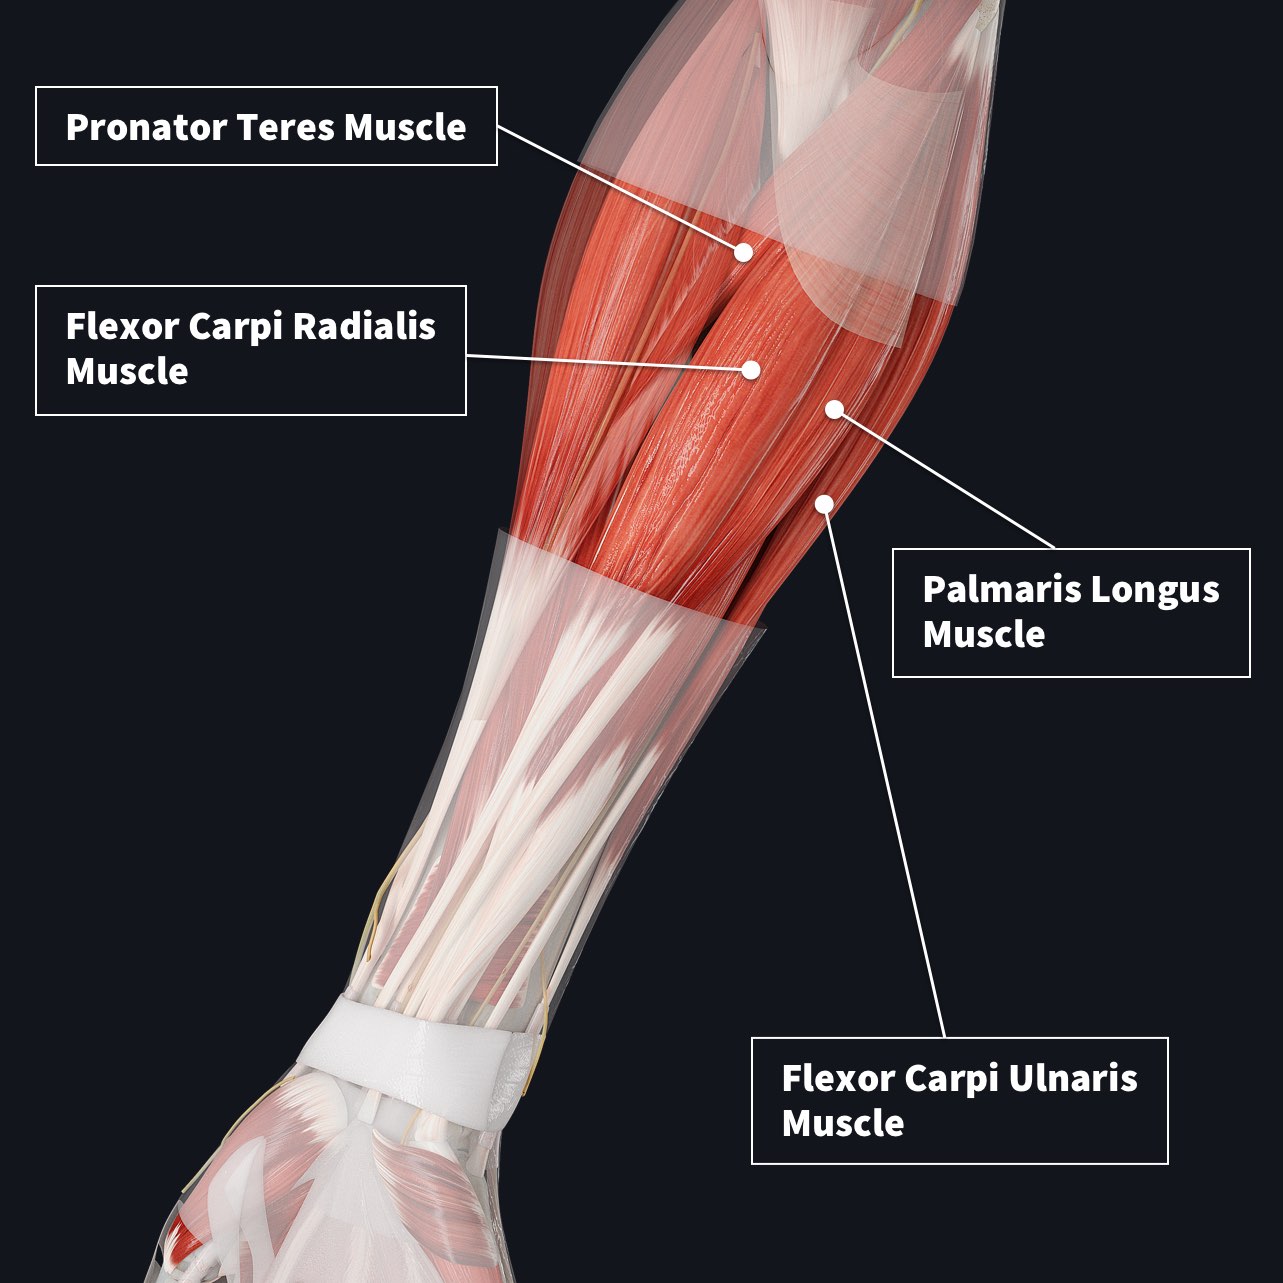 Pronator Teres Muscle
Flexor Carpi Radialis
Muscle
Palmaris Longus
Muscle
Flexor Carpi Ulnaris
Muscle